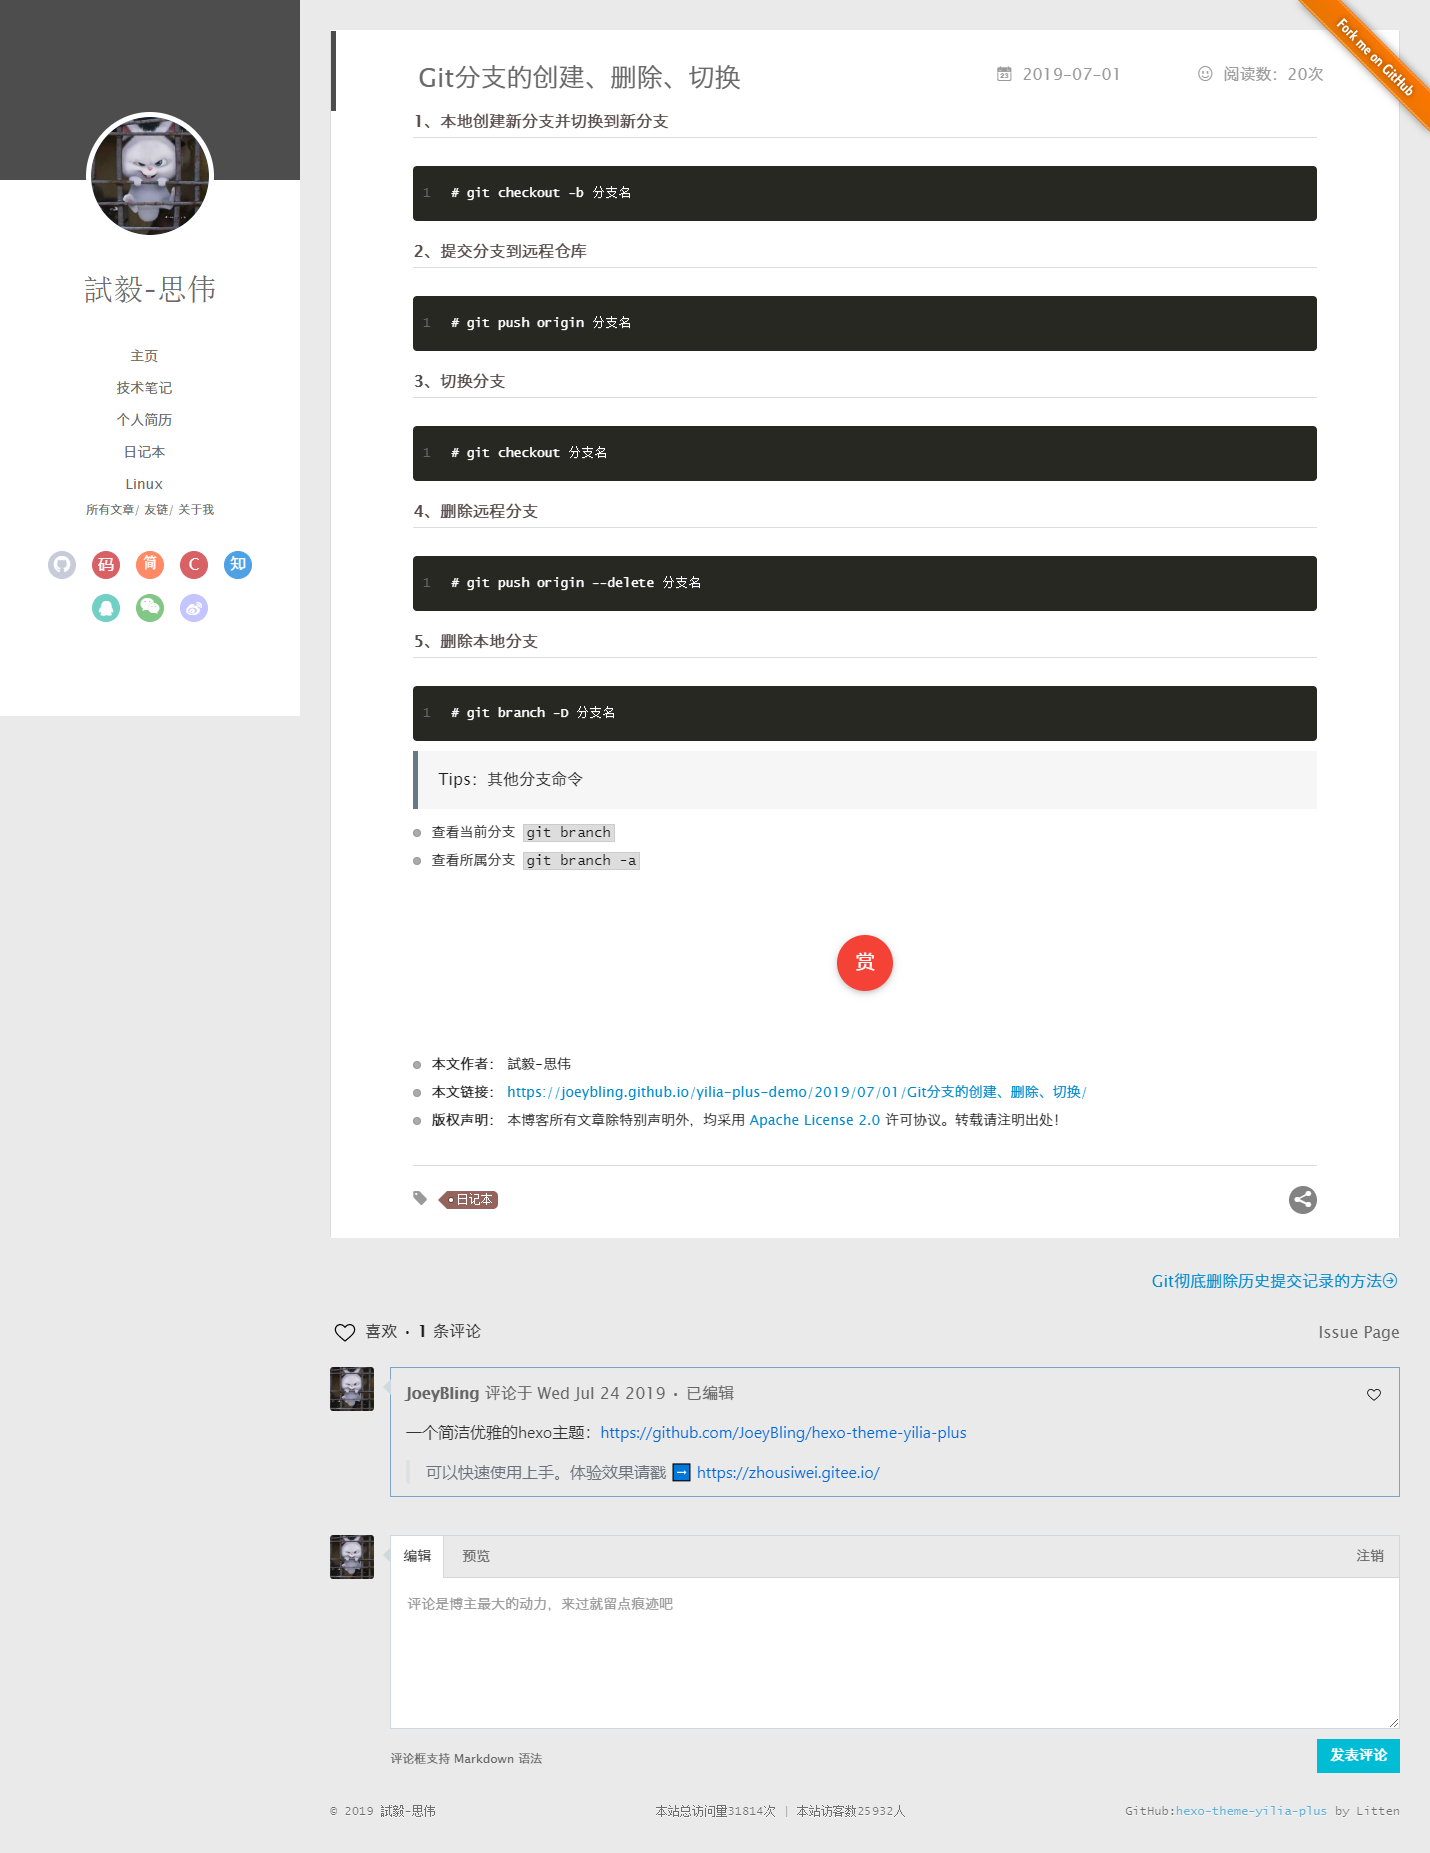 試毅-思伟
主页
技术笔记
个人简历
日记本
Linux
所有文章/ 友链/ 关于我
码 简 C 知
Fork me on GitHub
Git分支的创建、删除、切换
2019-07-01
阅读数：20次
1、本地创建新分支并切换到新分支
1 # git checkout -b 分支名
2、提交分支到远程仓库
1 # git push origin 分支名
3、切换分支
1 # git checkout 分支名
4、删除远程分支
1 # git push origin --delete 分支名
5、删除本地分支
1 # git branch -D 分支名
Tips：其他分支命令
查看当前分支 git branch
查看所属分支 git branch -a
赏
本文作者： 試毅-思伟
本文链接： https://joeybling.github.io/yilia-plus-demo/2019/07/01/Git分支的创建、删除、切换/
版权声明： 本博客所有文章除特别声明外，均采用 Apache License 2.0 许可协议。转载请注明出处！
日记本
Git彻底删除历史提交记录的方法
喜欢 • 1 条评论
Issue Page
JoeyBling 评论于 Wed Jul 24 2019 • 已编辑
一个简洁优雅的hexo主题：https://github.com/JoeyBling/hexo-theme-yilia-plus
可以快速使用上手。体验效果请戳 ➡ https://zhousiwei.gitee.io/
编辑 预览 注销
评论是博主最大的动力，来过就留点痕迹吧
评论框支持 Markdown 语法
发表评论
© 2019 試毅-思伟
本站总访问量31814次 | 本站访客数25932人
GitHub:hexo-theme-yilia-plus by Litten